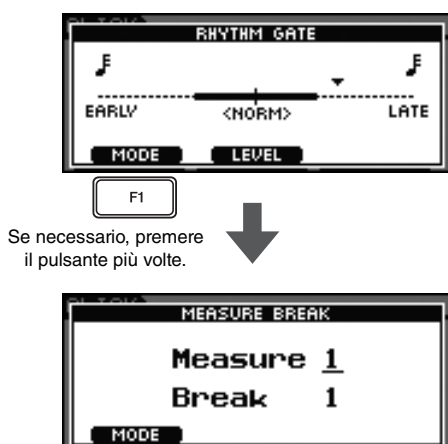 RHYTHM GATE
EARLY <NORM> LATE
MODE LEVEL
F1
Se necessario, premere
il pulsante più volte.
MEASURE BREAK
Measure 1
Break 1
MODE